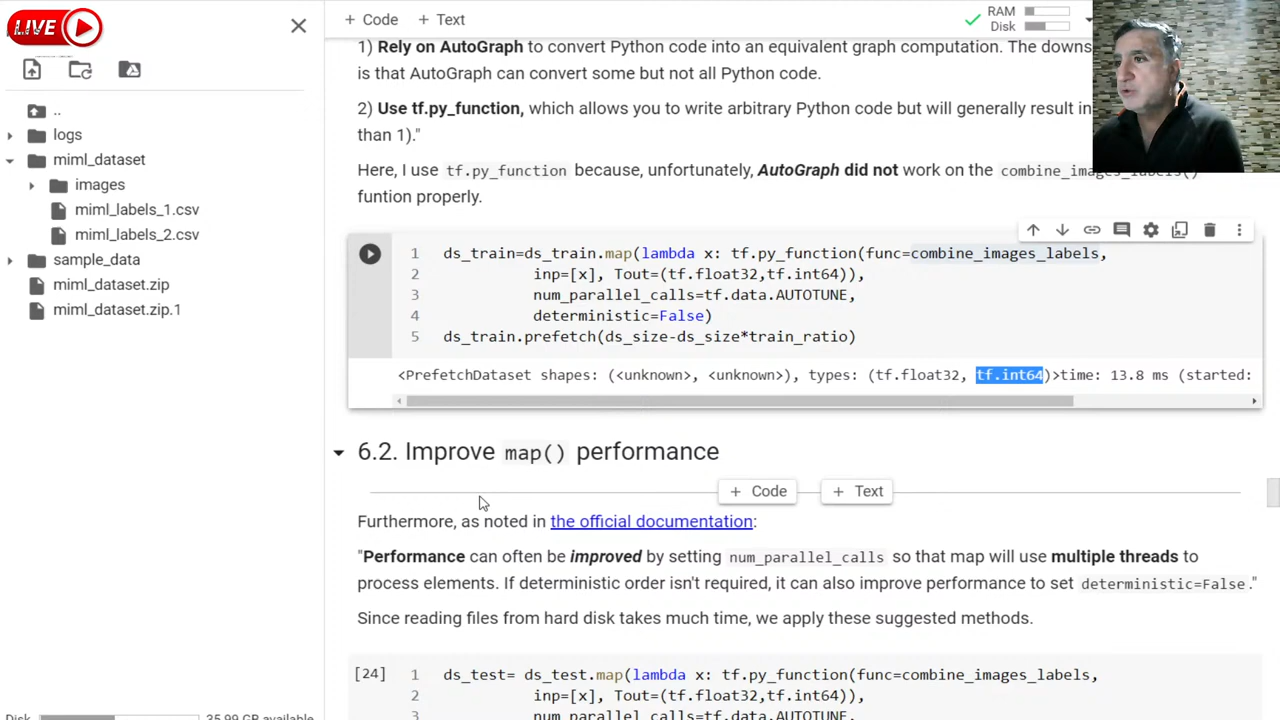 LIVE
+ Code + Text
RAM
Disk
1) Rely on AutoGraph to convert Python code into an equivalent graph computation. The downs
is that AutoGraph can convert some but not all Python code.
2) Use tf.py_function, which allows you to write arbitrary Python code but will generally result in
than 1)."
Here, I use tf.py_function because, unfortunately, AutoGraph did not work on the combine_images_labels()
funtion properly.
..
logs
miml_dataset
images
miml_labels_1.csv
miml_labels_2.csv
sample_data
miml_dataset.zip
miml_dataset.zip.1
1 ds_train=ds_train.map(lambda x: tf.py_function(func=combine_images_labels,
2 inp=[x], Tout=(tf.float32,tf.int64)),
3 num_parallel_calls=tf.data.AUTOTUNE,
4 deterministic=False)
5 ds_train.prefetch(ds_size-ds_size*train_ratio)
<PrefetchDataset shapes: (<unknown>, <unknown>), types: (tf.float32, tf.int64)>time: 13.8 ms (started:
6.2. Improve map() performance
+ Code + Text
Furthermore, as noted in the official documentation:
"Performance can often be improved by setting num_parallel_calls so that map will use multiple threads to
process elements. If deterministic order isn't required, it can also improve performance to set deterministic=False."
Since reading files from hard disk takes much time, we apply these suggested methods.
[24] 1 ds_test= ds_test.map(lambda x: tf.py_function(func=combine_images_labels,
2 inp=[x], Tout=(tf.float32,tf.int64)),
3 num_parallel_calls=tf.data.AUTOTUNE,
Disk 35.99 GB available